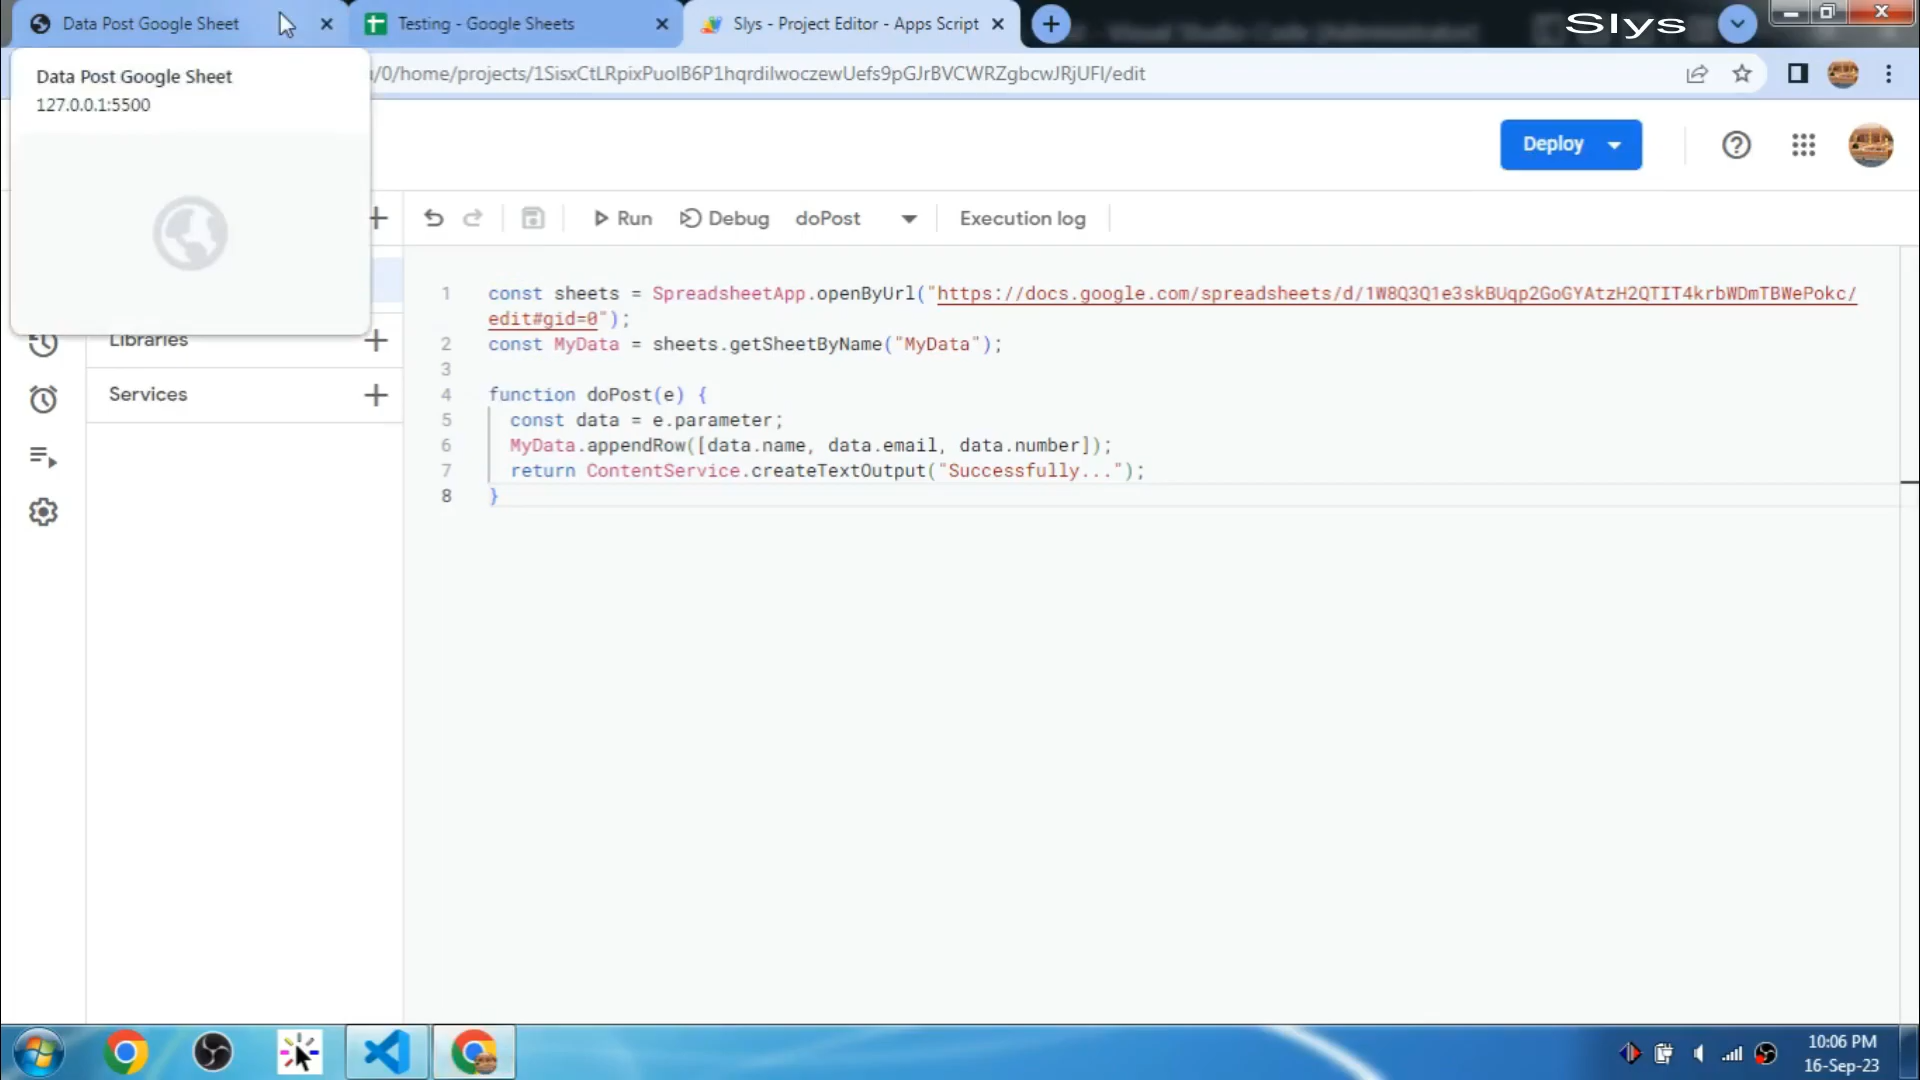 Data Post Google Sheet
Testing - Google Sheets
Slys - Project Editor - Apps Script
Slys
Data Post Google Sheet
127.0.0.1:5500
/0/home/projects/1SisxCtLRpixPuoIB6P1hqrdiIwoczewUefs9pGJrBVCWRZgbcwJRjUFI/edit
Deploy
Run
Debug
doPost
Execution log
Libraries
Services
1 const sheets = SpreadsheetApp.openByUrl("https://docs.google.com/spreadsheets/d/1W8Q3Q1e3skBUqp2GoGYAtzH2QTIT4krbWDmTBWePokc/
edit#gid=0");
2 const MyData = sheets.getSheetByName("MyData");
3
4 function doPost(e) {
5 const data = e.parameter;
6 MyData.appendRow([data.name, data.email, data.number]);
7 return ContentService.createTextOutput("Successfully...");
8 }
10:06 PM
16-Sep-23